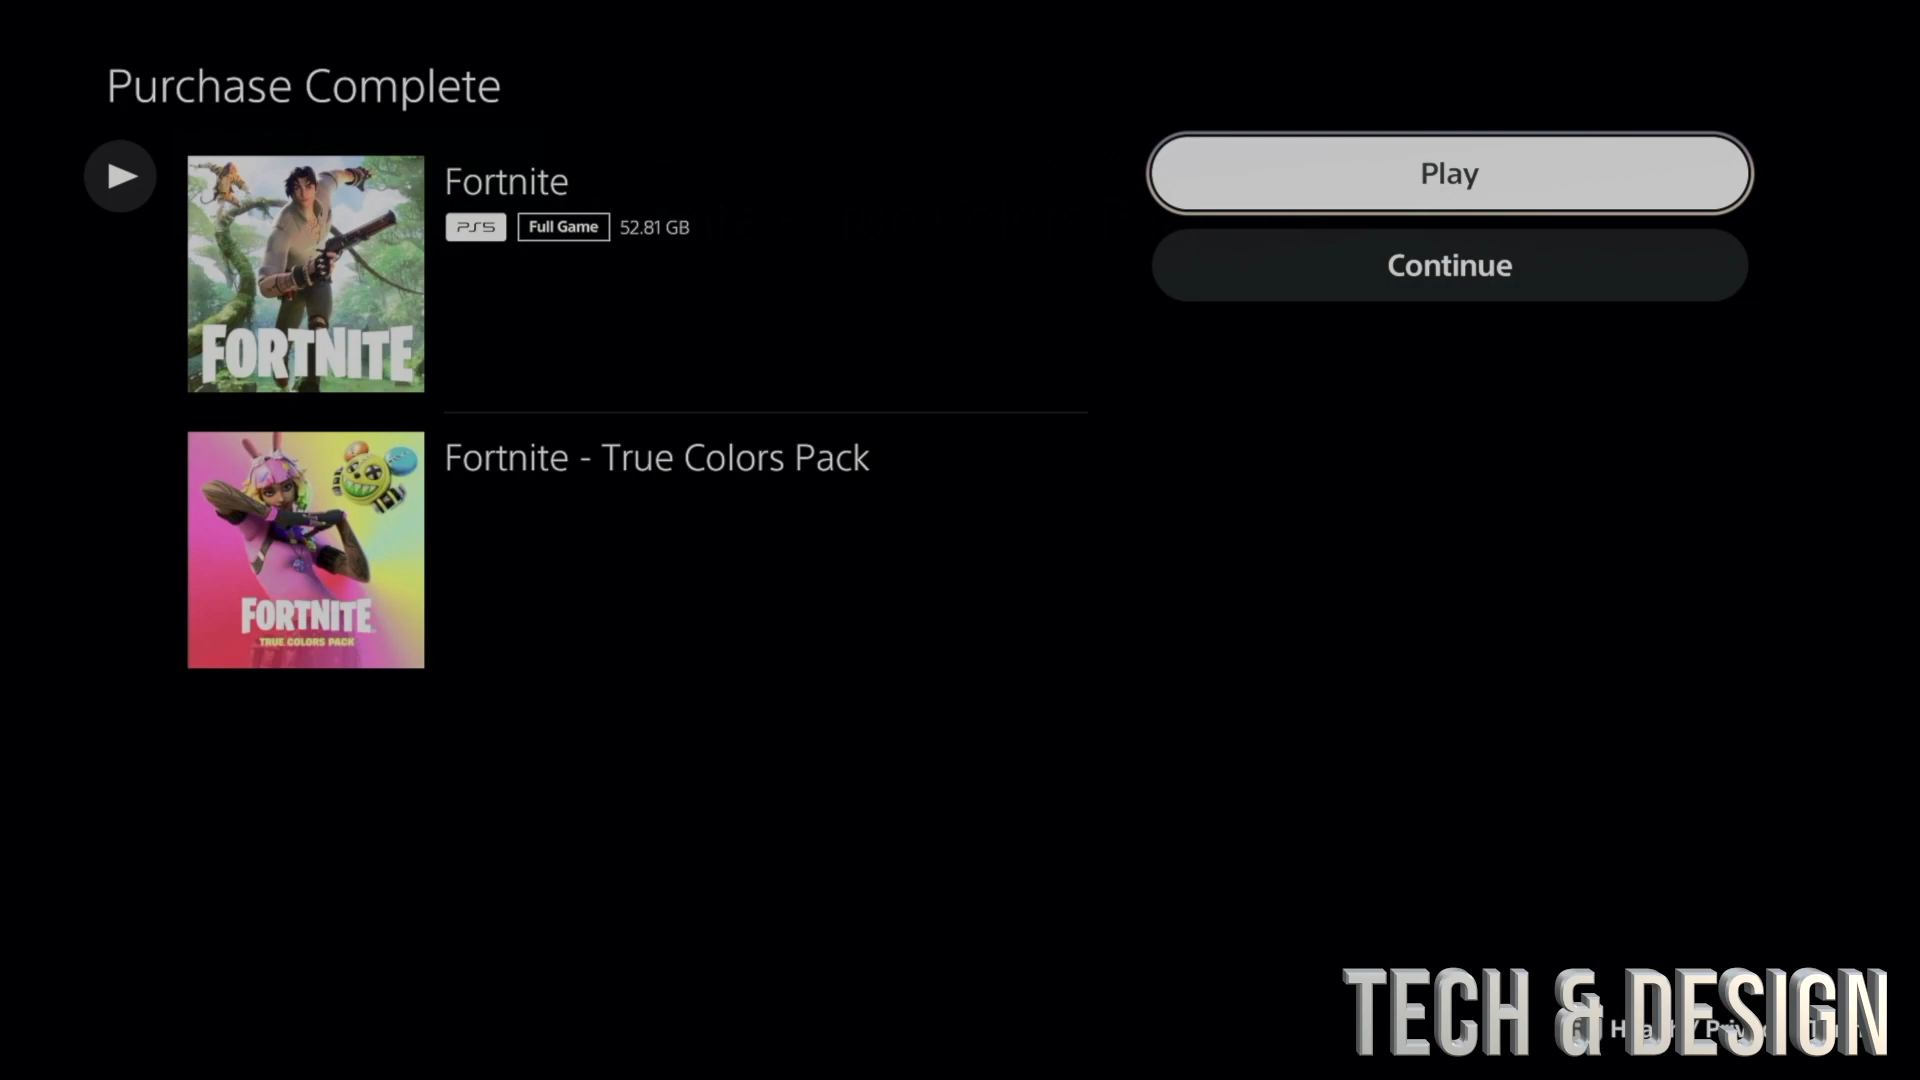 Purchase Complete
Fortnite
PS5 Full Game 52.81 GB
FORTNITE
Play
Continue
Fortnite - True Colors Pack
FORTNITE
TRUE COLORS PACK
TECH & DESIGN